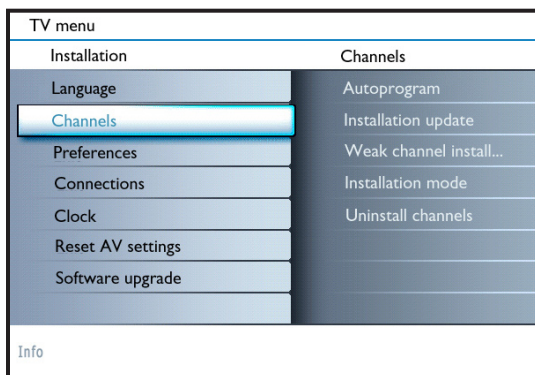 TV menu
Installation
Channels
Language
Channels
Preferences
Connections
Clock
Reset AV settings
Software upgrade
Autoprogram
Installation update
Weak channel install...
Installation mode
Uninstall channels
Info